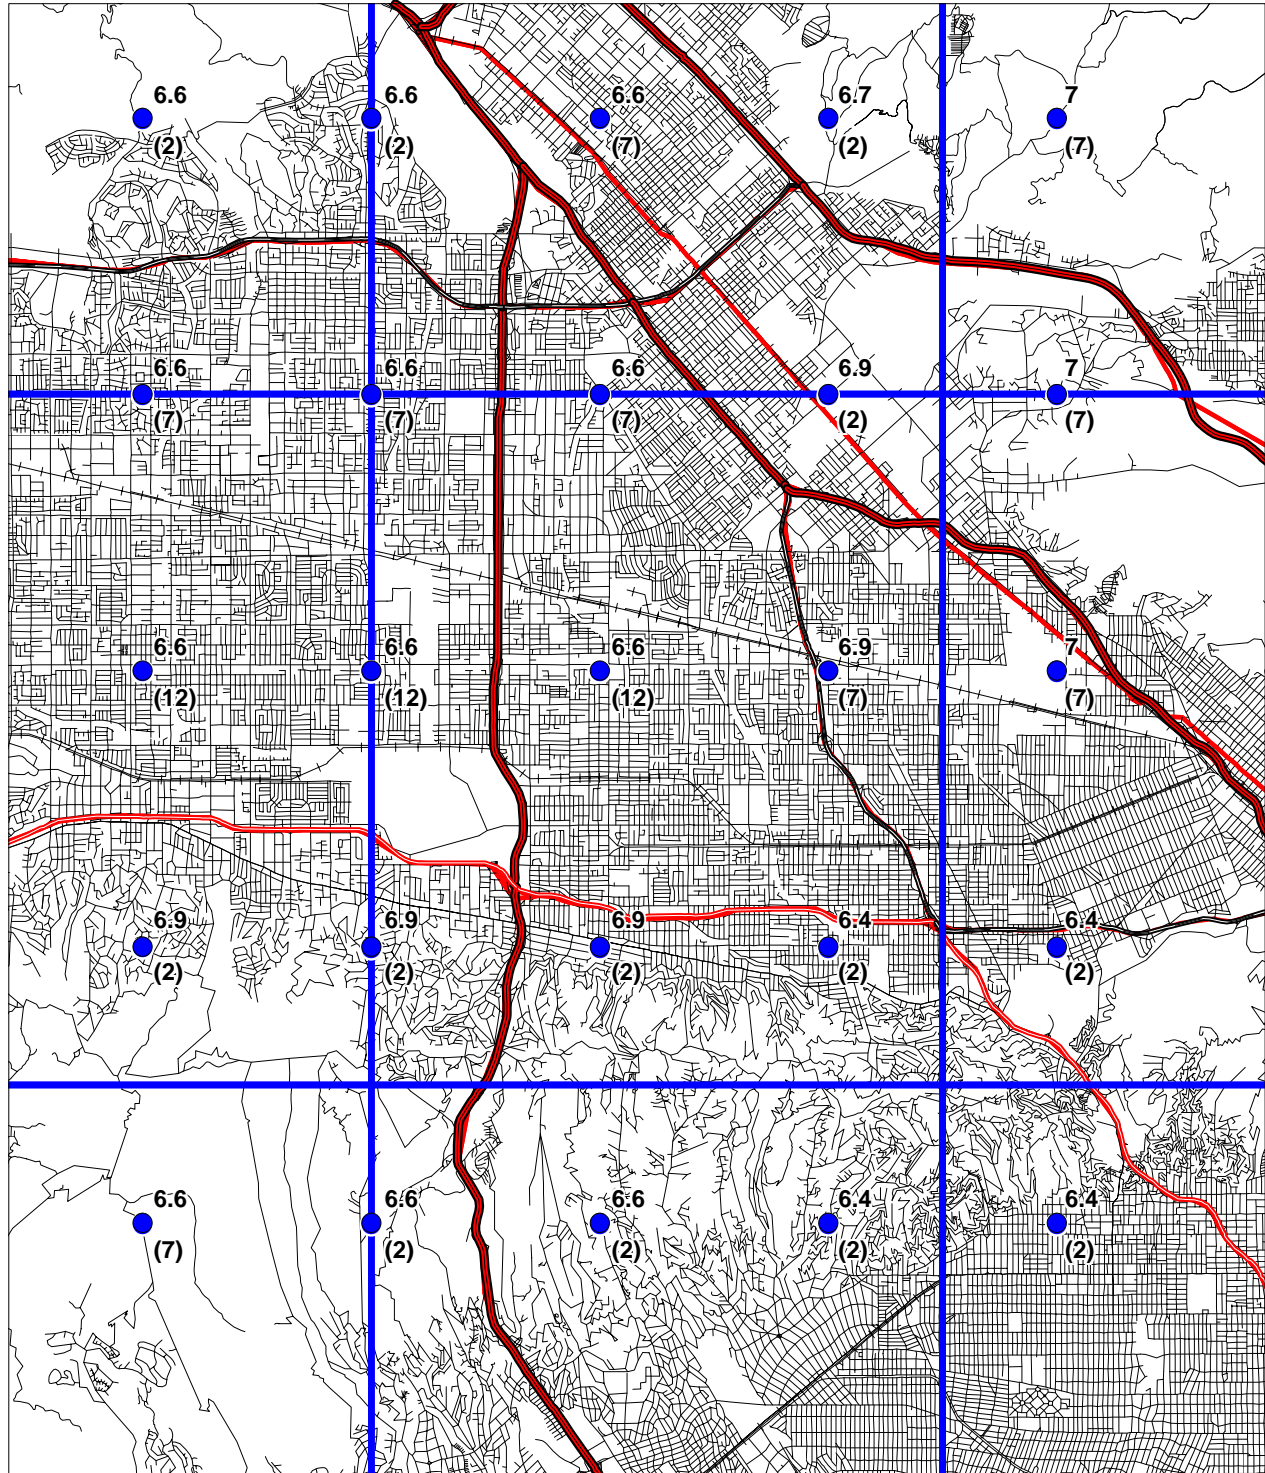 6.6 6.6 6.6 6.7 7
(2) (2) (7) (2) (7)
6.6 6.6 6.6 6.9 7
(7) (7) (7) (2) (7)
6.6 6.6 6.6 6.9 7
(12) (12) (12) (7) (7)
6.9 6.9 6.9 6.4 6.4
(2) (2) (2) (2) (2)
6.6 6.6 6.6 6.4 6.4
(7) (2) (2) (2) (2)